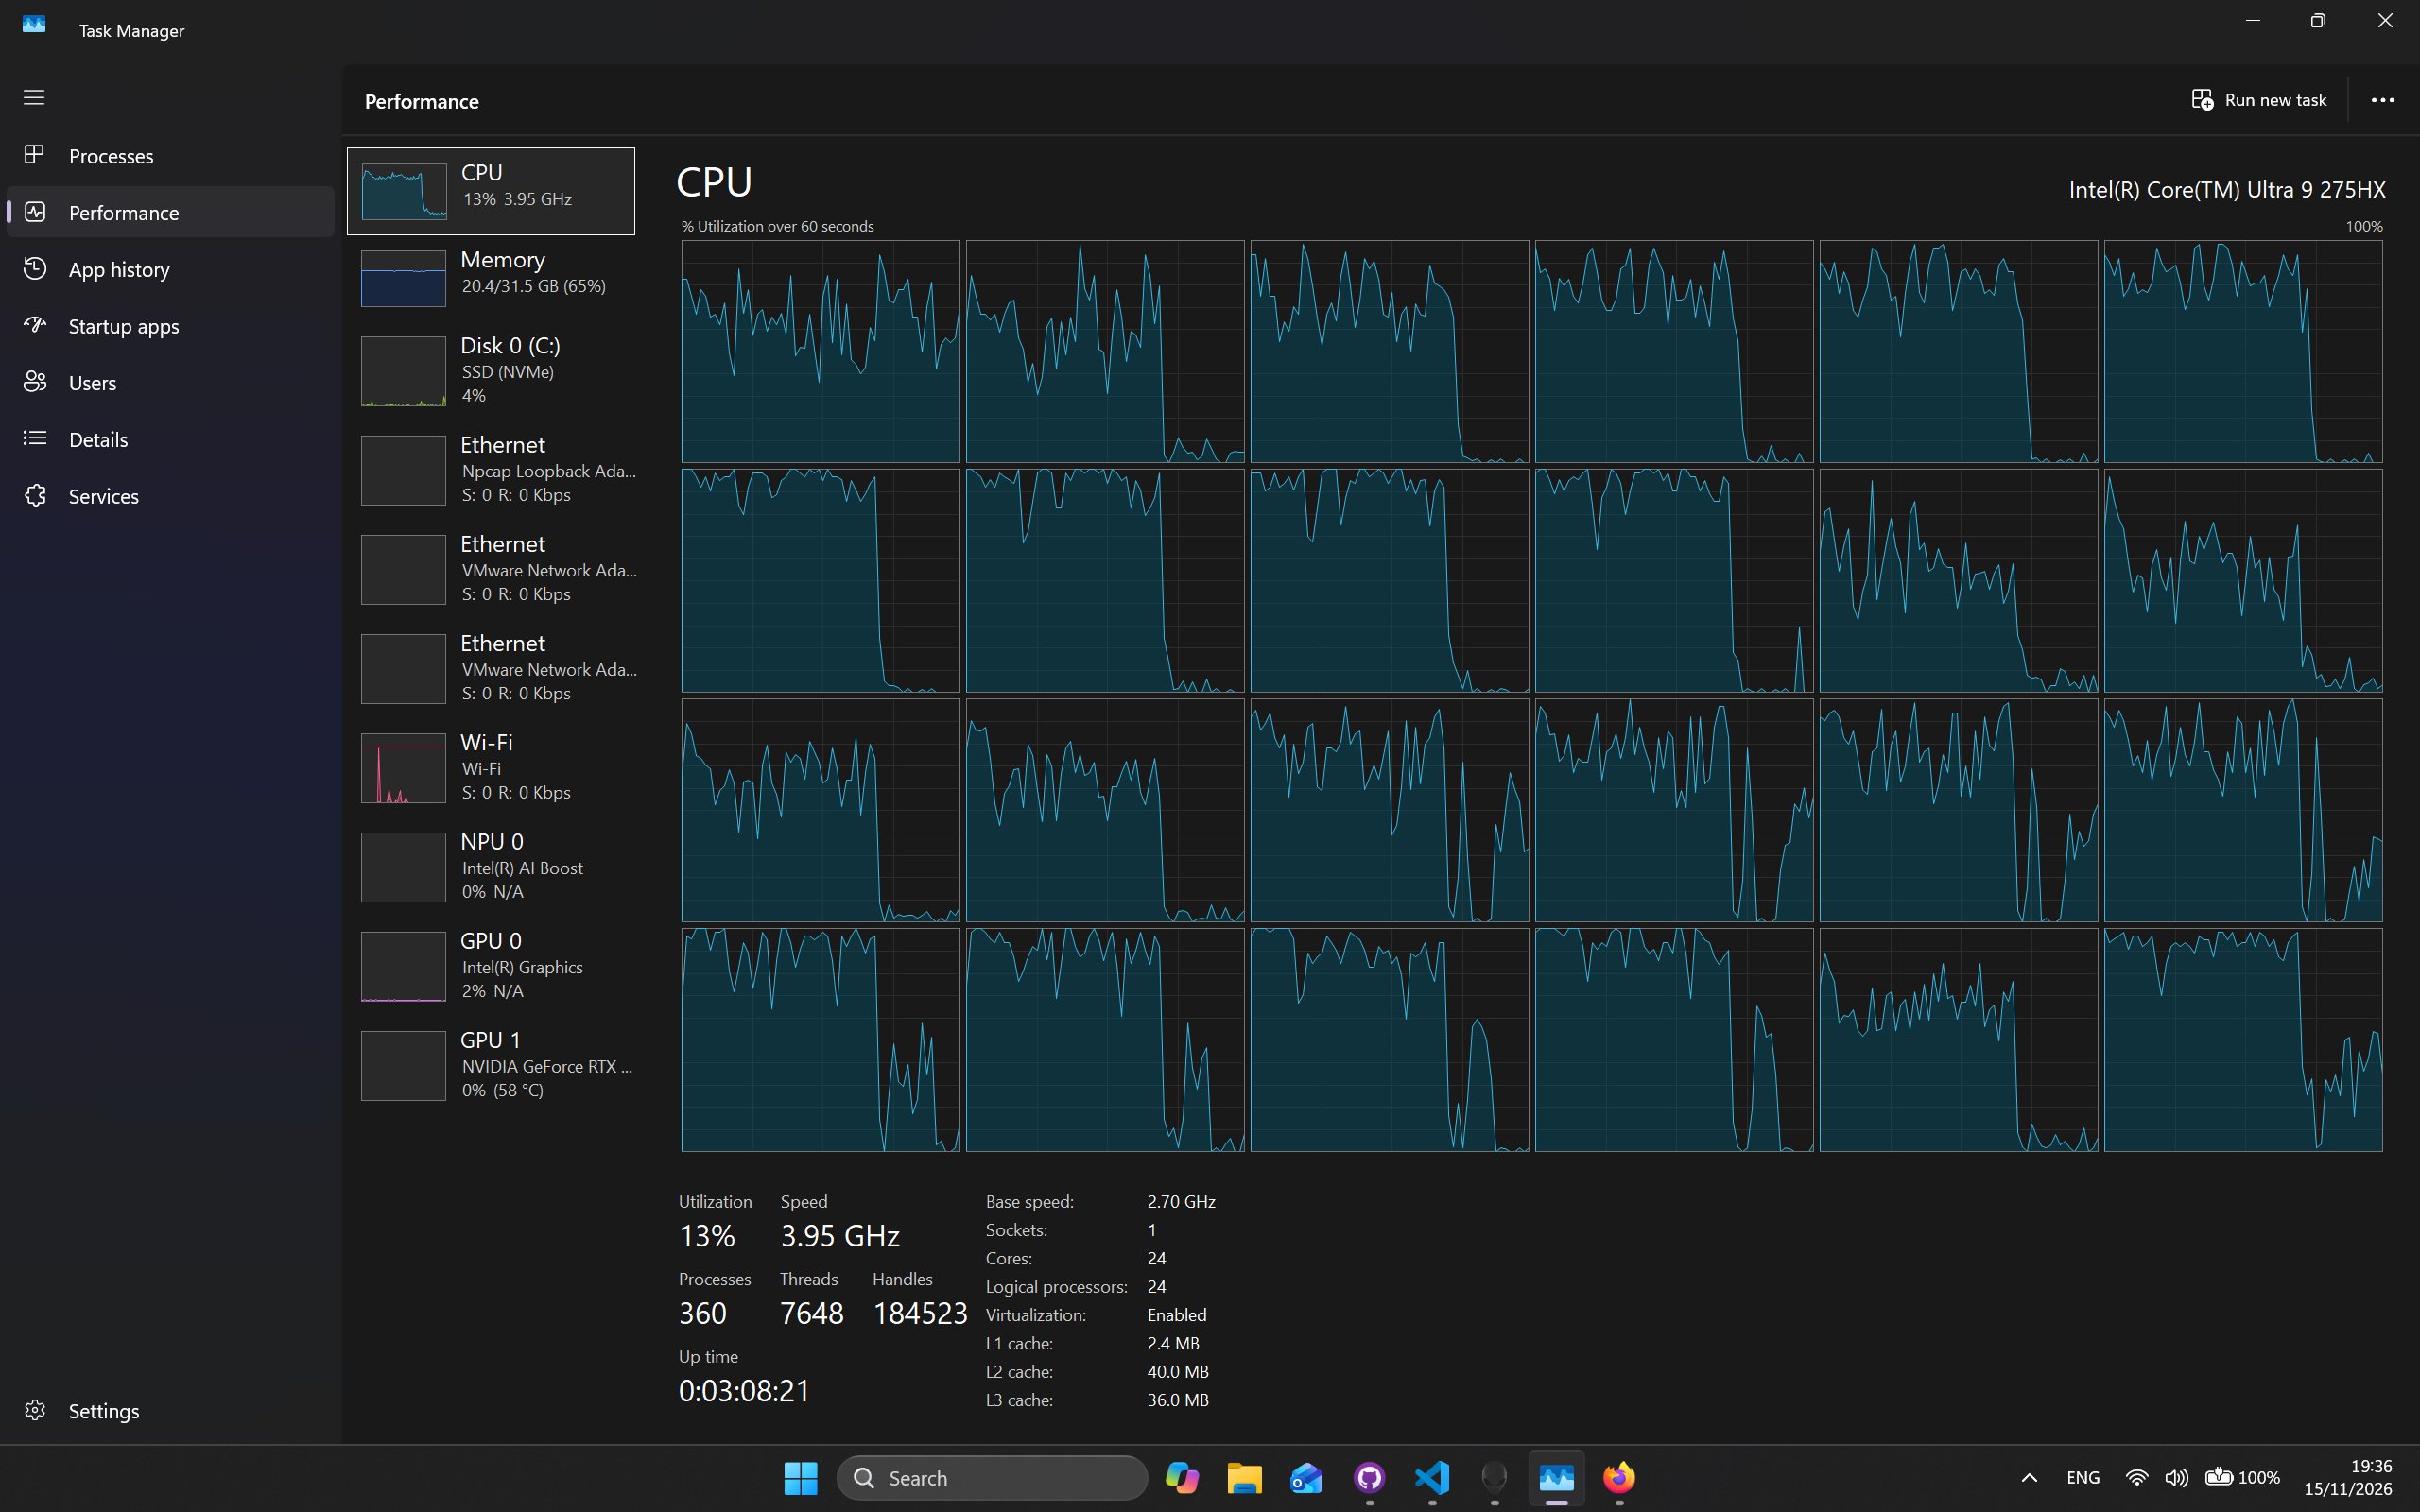 Task Manager
Performance
Run new task
Processes
Performance
App history
Startup apps
Users
Details
Services
Settings
CPU
13% 3.95 GHz
Memory
20.4/31.5 GB (65%)
Disk 0 (C:)
SSD (NVMe)
4%
Ethernet
Npcap Loopback Ada...
S: 0 R: 0 Kbps
Ethernet
VMware Network Ada...
S: 0 R: 0 Kbps
Ethernet
VMware Network Ada...
S: 0 R: 0 Kbps
Wi-Fi
Wi-Fi
S: 0 R: 0 Kbps
NPU 0
Intel(R) AI Boost
0% N/A
GPU 0
Intel(R) Graphics
2% N/A
GPU 1
NVIDIA GeForce RTX ...
0% (58 °C)
CPU
Intel(R) Core(TM) Ultra 9 275HX
% Utilization over 60 seconds
100%
Utilization
13%
Speed
3.95 GHz
Processes
360
Threads
7648
Handles
184523
Up time
0:03:08:21
Base speed: 2.70 GHz
Sockets: 1
Cores: 24
Logical processors: 24
Virtualization: Enabled
L1 cache: 2.4 MB
L2 cache: 40.0 MB
L3 cache: 36.0 MB
Search
ENG
100%
19:36
15/11/2026